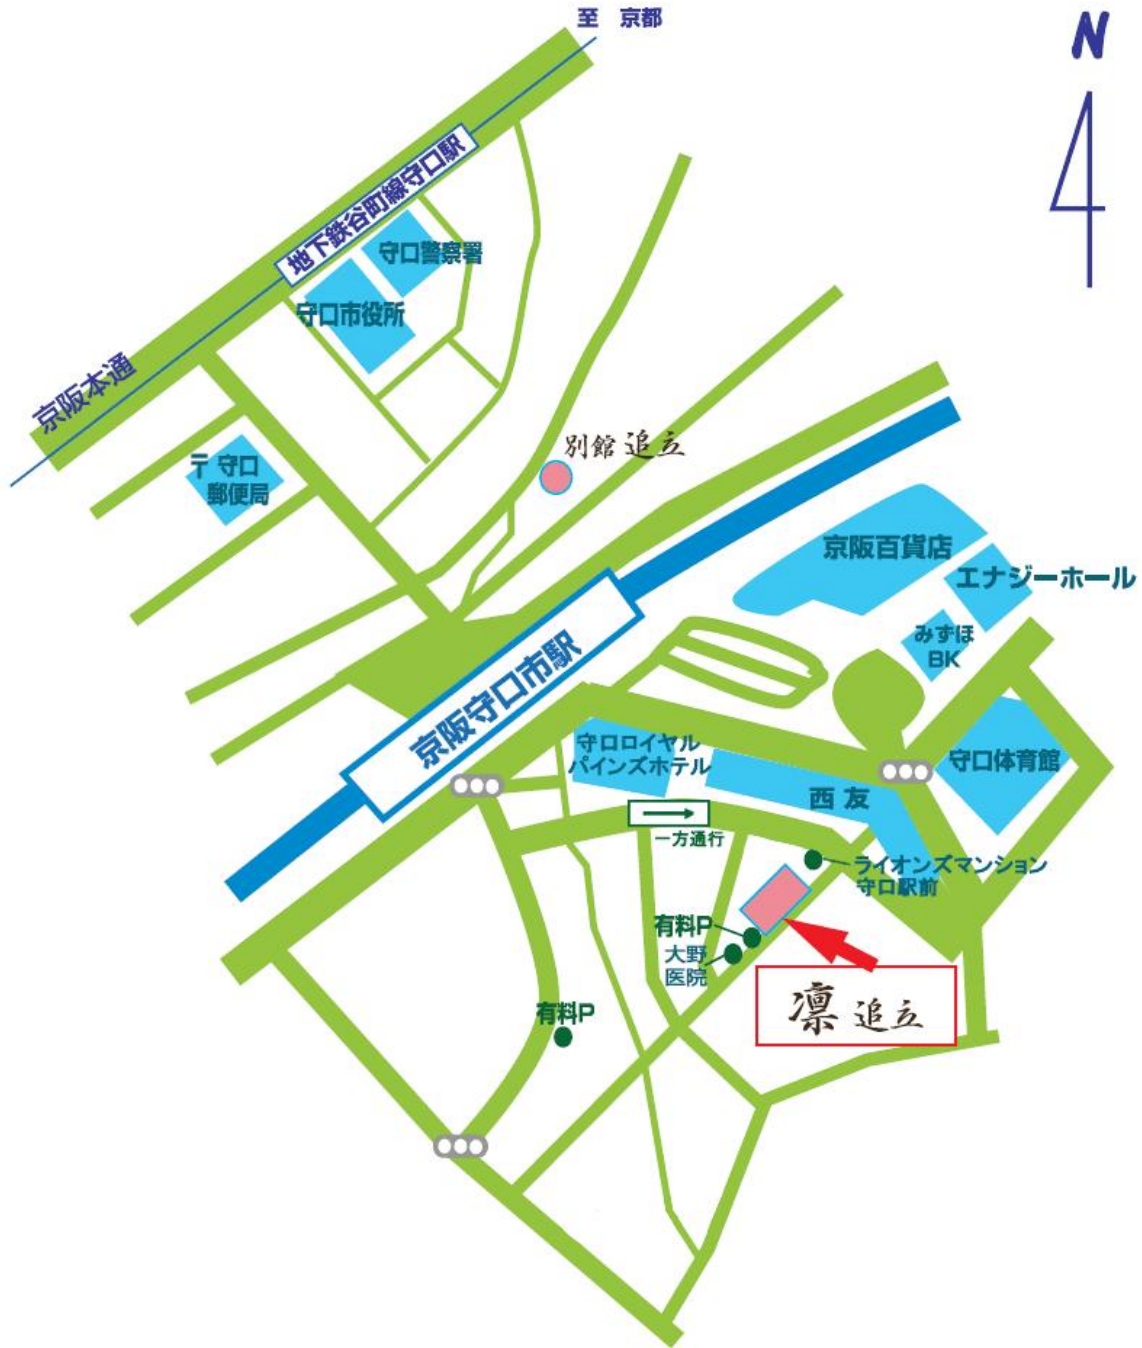 至 京都
N
地下鉄谷町線守口駅
守口警察署
守口市役所
京阪本通
〒守口
郵便局
別館 追立
京阪百貨店
エナジーホール
みずほ
BK
京阪守口市駅
守口ロイヤル
パインズホテル
守口体育館
西友
一方通行
ライオンズマンション
守口駅前
有料P
大野
医院
凛 追立
有料P